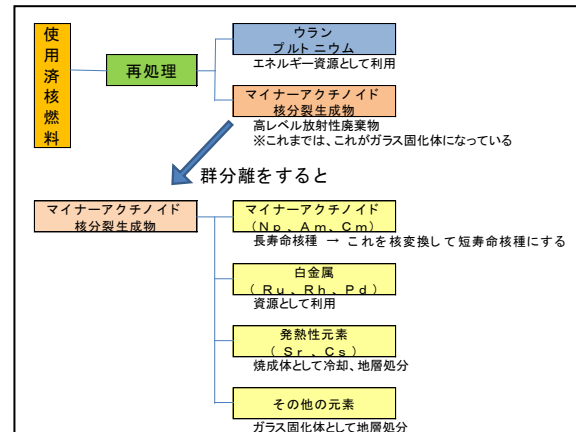 使用済核燃料
再処理
ウラン
プルトニウム
エネルギー資源として利用
マイナーアクチノイド
核分裂生成物
高レベル放射性廃棄物
※これまでは、これがガラス固化体になっている
群分離をすると
マイナーアクチノイド
核分裂生成物
マイナーアクチノイド
(Np、Am、Cm)
長寿命核種 → これを核変換して短寿命核種にする
白金属
(Ru、Rh、Pd)
資源として利用
発熱性元素
(Sr、Cs)
焼成体として冷却、地層処分
その他の元素
ガラス固化体として地層処分